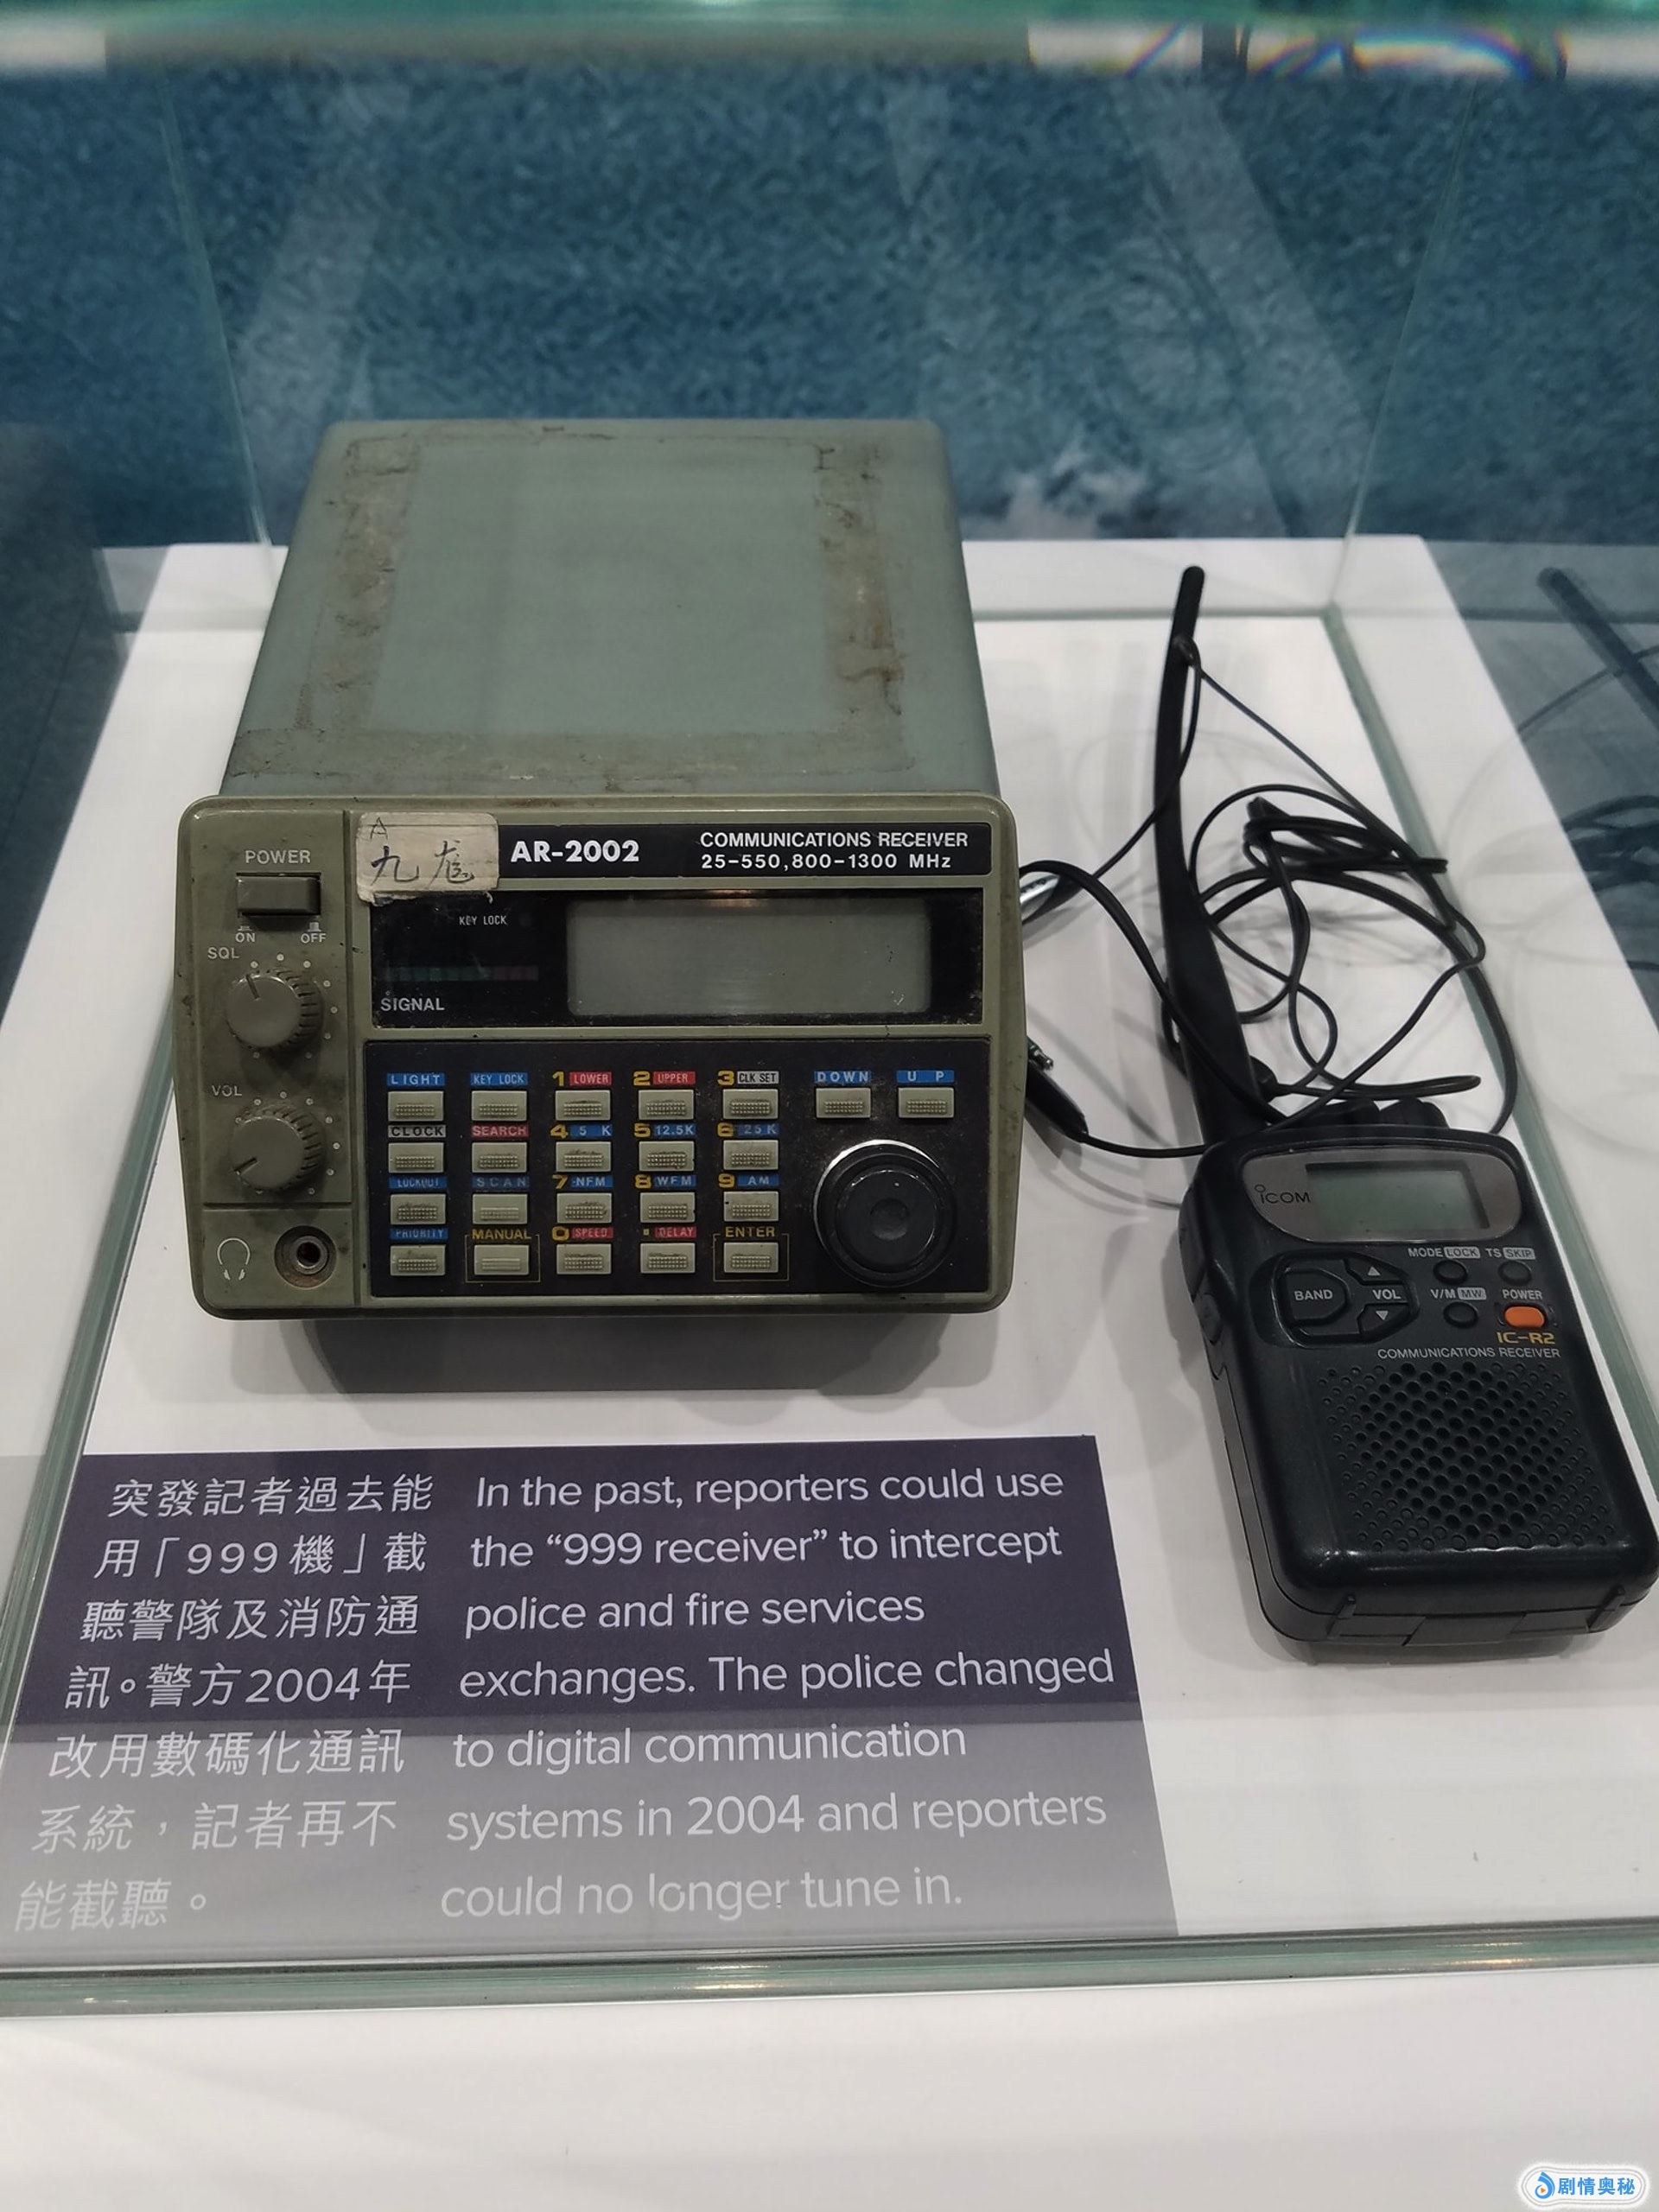 A
九龙
AR-2002
COMMUNICATIONS RECEIVER
25-550,800-1300 MHz
POWER
ON OFF
SQL
VOL
KEY LOCK
SIGNAL
LIGHT KEY LOCK 1 LOWER 2 UPPER 3 CLK SET DOWN U P
CLOCK SEARCH 4 5 K 5 12.5K 6 25K
LOCKOUT SCAN 7 NFM 8 WFM 9 AM
PRIORITY MANUAL 0 SPEED . DELAY ENTER
ICOM
MODE LOCK TS SKIP
BAND VOL V/M MW POWER
IC-R2
COMMUNICATIONS RECEIVER
突發記者過去能
用「999機」截
聽警隊及消防通
訊。警方2004年
改用數碼化通訊
系統，記者再不
能截聽。
In the past, reporters could use
the “999 receiver” to intercept
police and fire services
exchanges. The police changed
to digital communication
systems in 2004 and reporters
could no longer tune in.
剧情奥秘